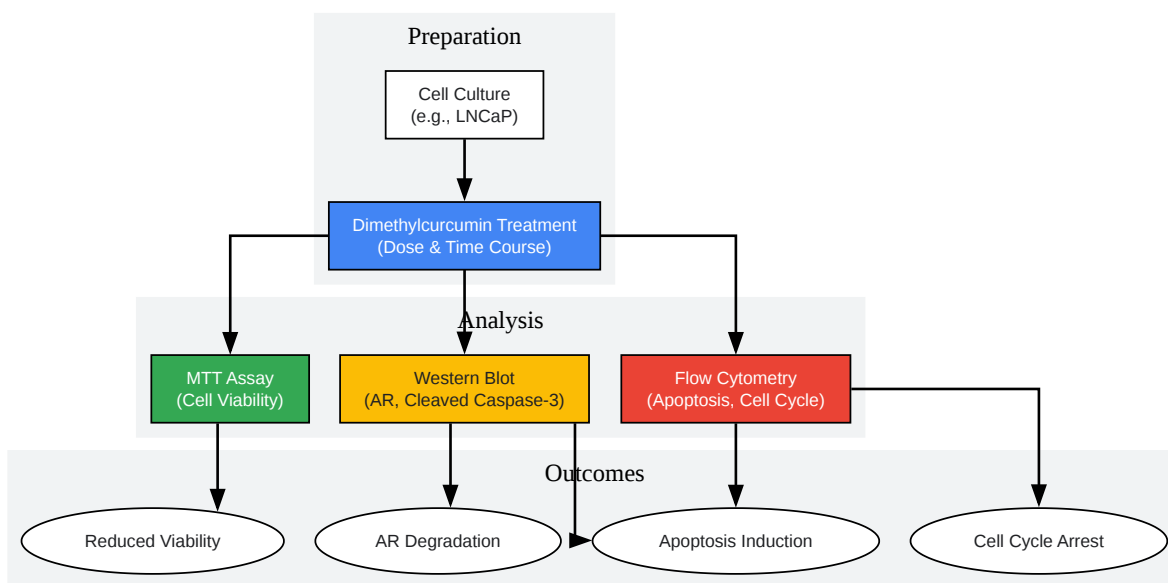 Preparation
Cell Culture
(e.g., LNCaP)
Dimethylcurcumin Treatment
(Dose & Time Course)
Analysis
MTT Assay
(Cell Viability)
Western Blot
(AR, Cleaved Caspase-3)
Flow Cytometry
(Apoptosis, Cell Cycle)
Outcomes
Reduced Viability
AR Degradation
Apoptosis Induction
Cell Cycle Arrest